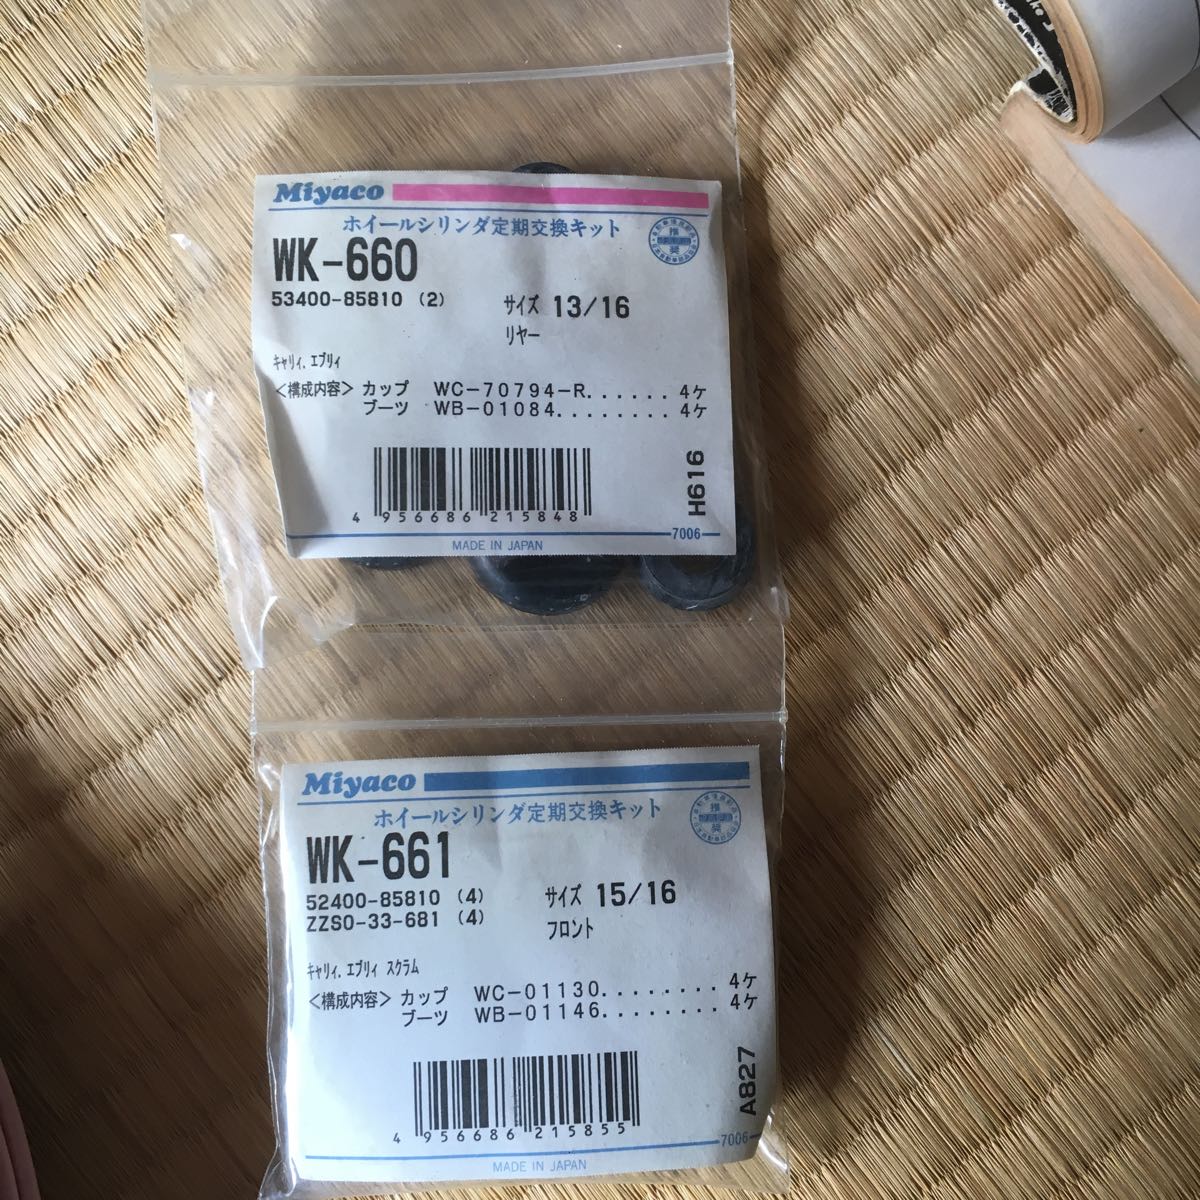 ke J
Miyaco
ホイールシリンダ定期交換キット
WK-660
53400-85810 (2)
サイズ 13/16
リヤー
キャリィ.エブリィ
<構成内容> カップ WC-70794-R...... 4ケ
ブーツ WB-01084........ 4ケ
H616
4 956686 215848
7006
MADE IN JAPAN
Miyaco
ホイールシリンダ定期交換キット
WK-661
52400-85810 (4)
ZZS0-33-681 (4)
サイズ 15/16
フロント
キャリィ.エブリィ スクラム
<構成内容> カップ WC-01130........ 4ケ
ブーツ WB-01146........ 4ケ
A827
4 956686 215855
7006
MADE IN JAPAN